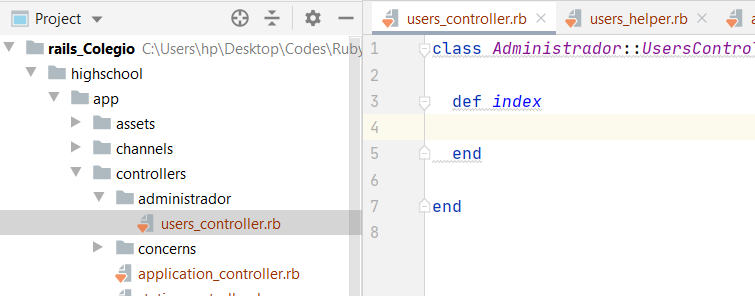 Project
rails_Colegio C:\Users\hp\Desktop\Codes\Ruby
highschool
app
assets
channels
controllers
administrador
users_controller.rb
concerns
application_controller.rb
users_controller.rb users_helper.rb
1 class Administrador::UsersControl
2
3 def index
4
5 end
6
7 end
8